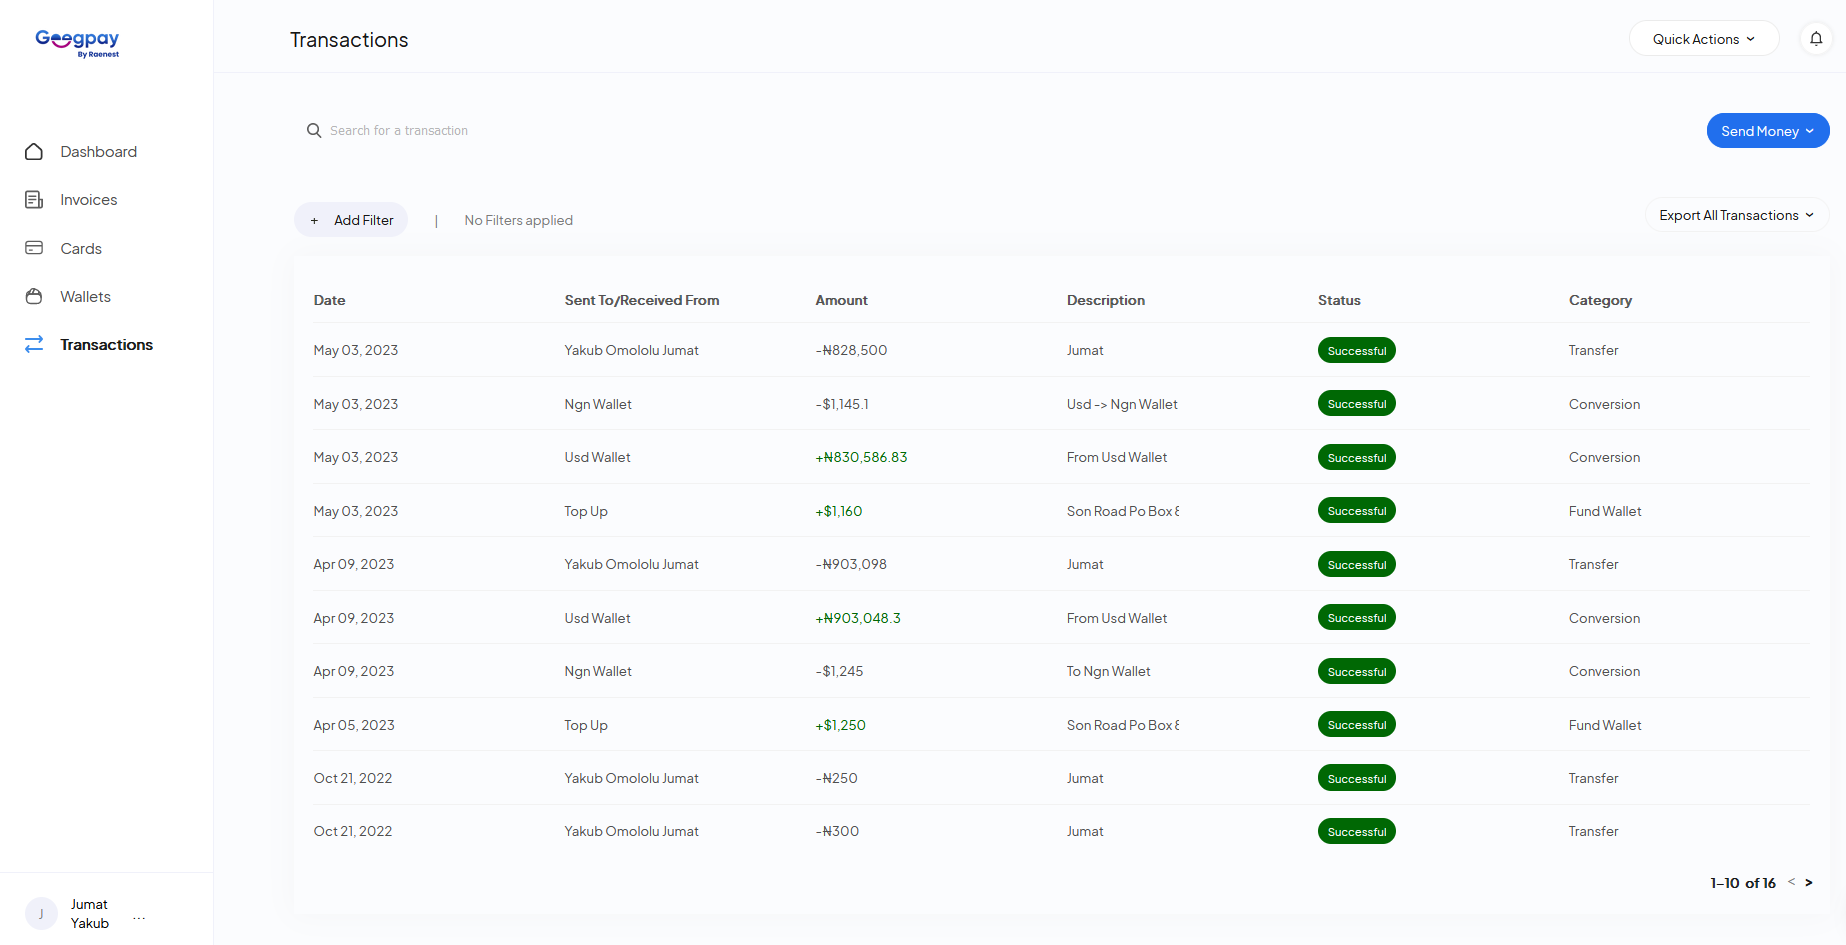 Geegpay
By Raenest
Transactions
Quick Actions
Search for a transaction
Send Money
Dashboard
Invoices
Cards
Wallets
Transactions
+ Add Filter | No Filters applied
Export All Transactions
Date Sent To/Received From Amount Description Status Category
May 03, 2023 Yakub Omololu Jumat -₦828,500 Jumat Successful Transfer
May 03, 2023 Ngn Wallet -$1,145.1 Usd -> Ngn Wallet Successful Conversion
May 03, 2023 Usd Wallet +₦830,586.83 From Usd Wallet Successful Conversion
May 03, 2023 Top Up +$1,160 Son Road Po Box Successful Fund Wallet
Apr 09, 2023 Yakub Omololu Jumat -₦903,098 Jumat Successful Transfer
Apr 09, 2023 Usd Wallet +₦903,048.3 From Usd Wallet Successful Conversion
Apr 09, 2023 Ngn Wallet -$1,245 To Ngn Wallet Successful Conversion
Apr 05, 2023 Top Up +$1,250 Son Road Po Box Successful Fund Wallet
Oct 21, 2022 Yakub Omololu Jumat -₦250 Jumat Successful Transfer
Oct 21, 2022 Yakub Omololu Jumat -₦300 Jumat Successful Transfer
1–10 of 16 < >
J
Jumat
Yakub
...